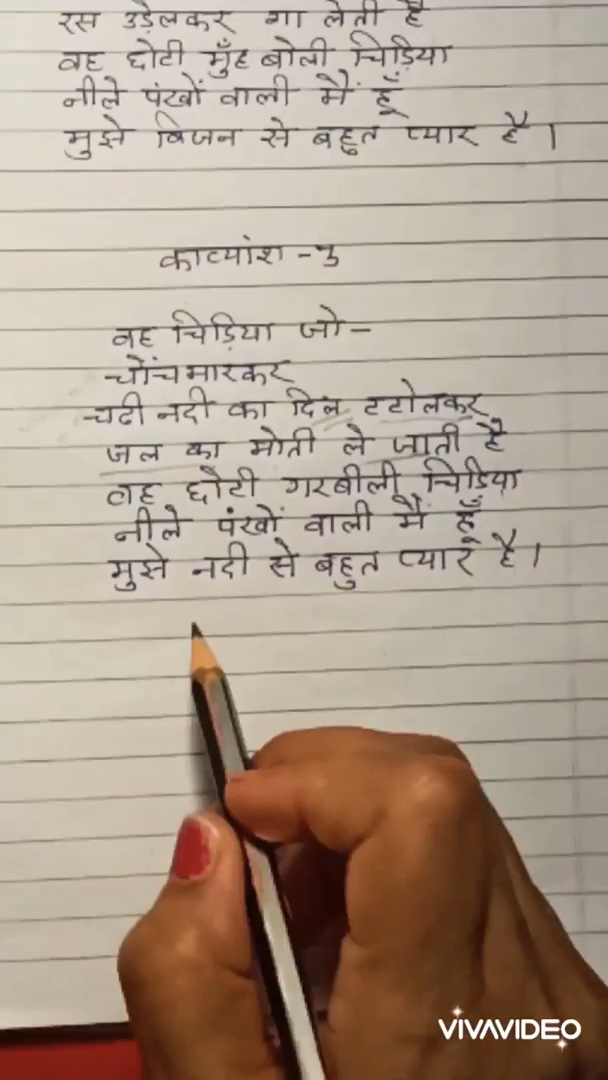 रस उड़ेलकर गा लेती है
वह छोटी मुँह बोली चिड़िया
नीले पंखों वाली मैं हूँ
मुझे विजन से बहुत प्यार है।
काव्यांश -3
वह चिड़िया जो-
चोंचमारकर
चढ़ी नदी का दिल टटोलकर
जल का मोती ले जाती है
वह छोटी गरबीली चिड़िया
नीले पंखों वाली मैं हूँ
मुझे नदी से बहुत प्यार है।
VIVAVIDEO